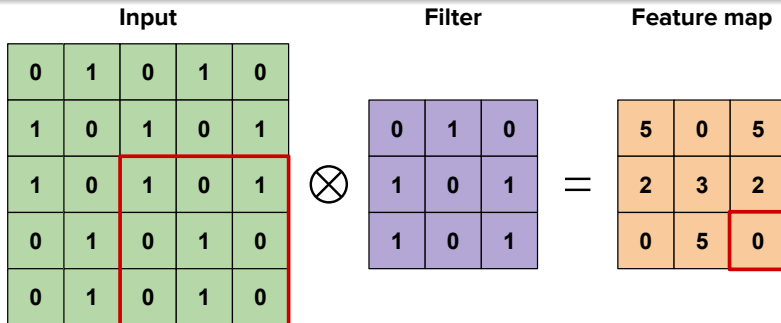 Input Filter Feature map
0 1 0 1 0
1 0 1 0 1 0 1 0 5 0 5
1 0 1 0 1 ⊗ 1 0 1 = 2 3 2
0 1 0 1 0 1 0 1 0 5 0
0 1 0 1 0